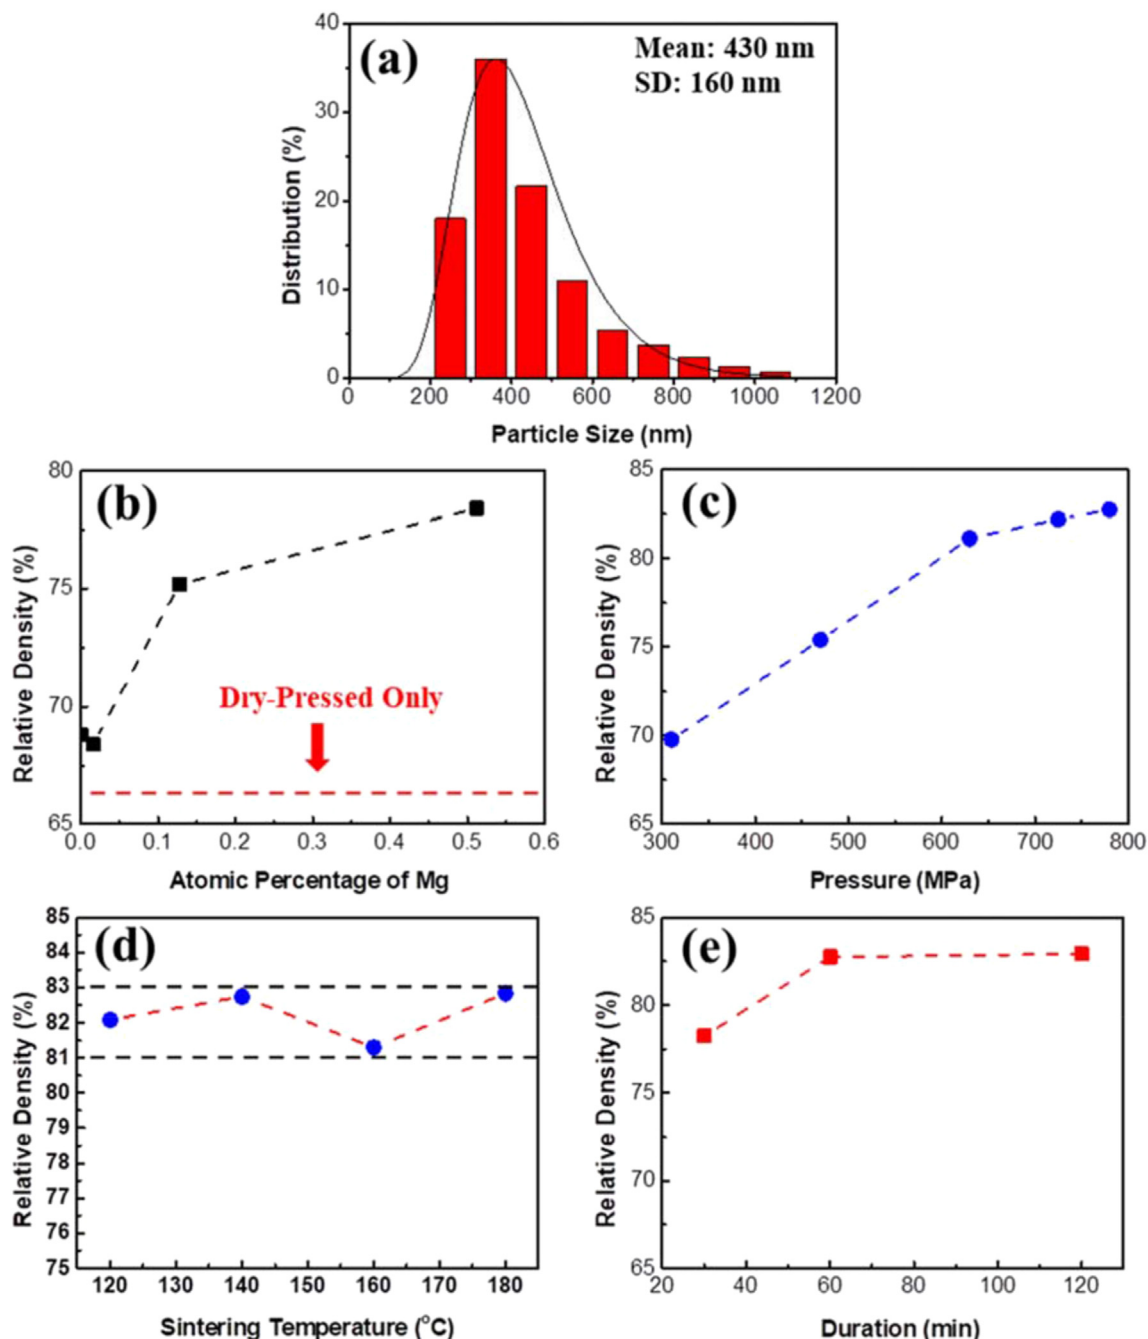 (a)
Mean: 430 nm
SD: 160 nm
Distribution (%)
40
30
20
10
0
0 200 400 600 800 1000 1200
Particle Size (nm)
(b)
Relative Density (%)
80
75
70
65
Dry-Pressed Only
0.0 0.1 0.2 0.3 0.4 0.5 0.6
Atomic Percentage of Mg
(c)
Relative Density (%)
85
80
75
70
65
300 400 500 600 700 800
Pressure (MPa)
(d)
Relative Density (%)
85
84
83
82
81
80
79
78
77
76
75
120 130 140 150 160 170 180
Sintering Temperature (°C)
(e)
Relative Density (%)
85
80
75
70
65
20 40 60 80 100 120
Duration (min)